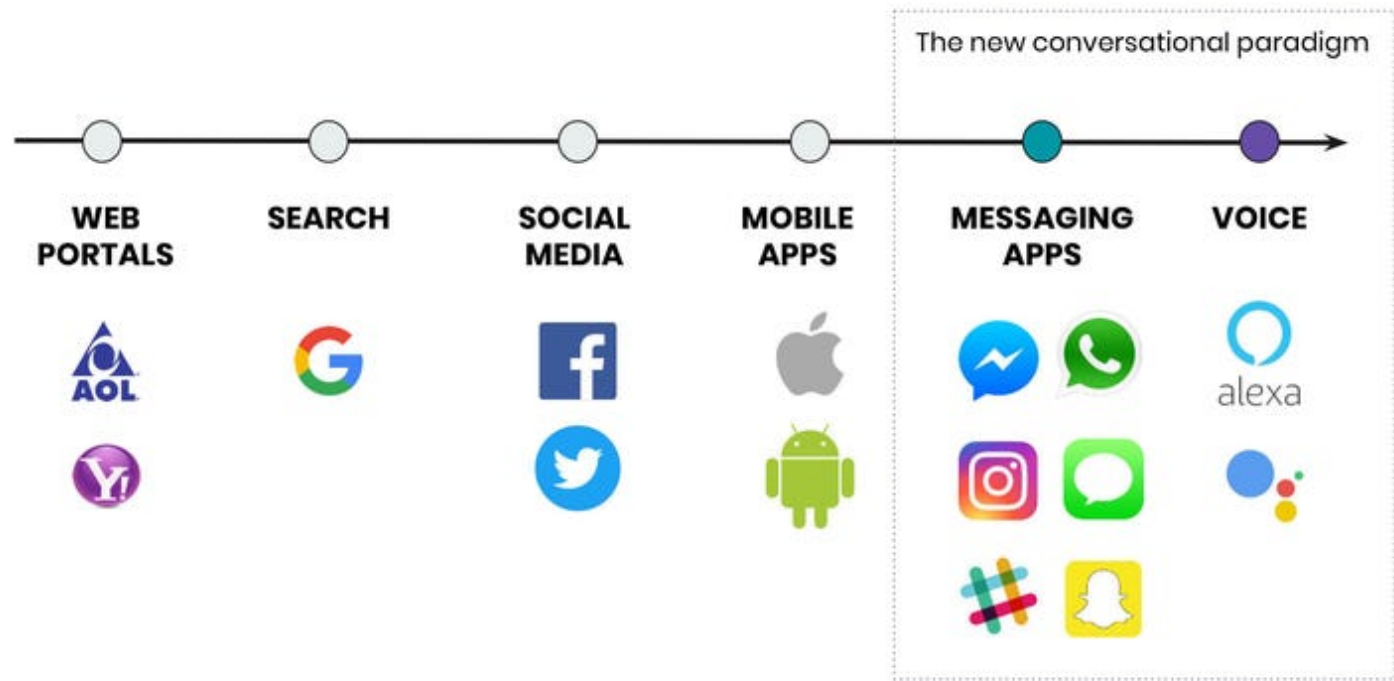 The new conversational paradigm
WEB
PORTALS
SEARCH
SOCIAL
MEDIA
MOBILE
APPS
MESSAGING
APPS
VOICE
AOL
Y!
G
f
alexa